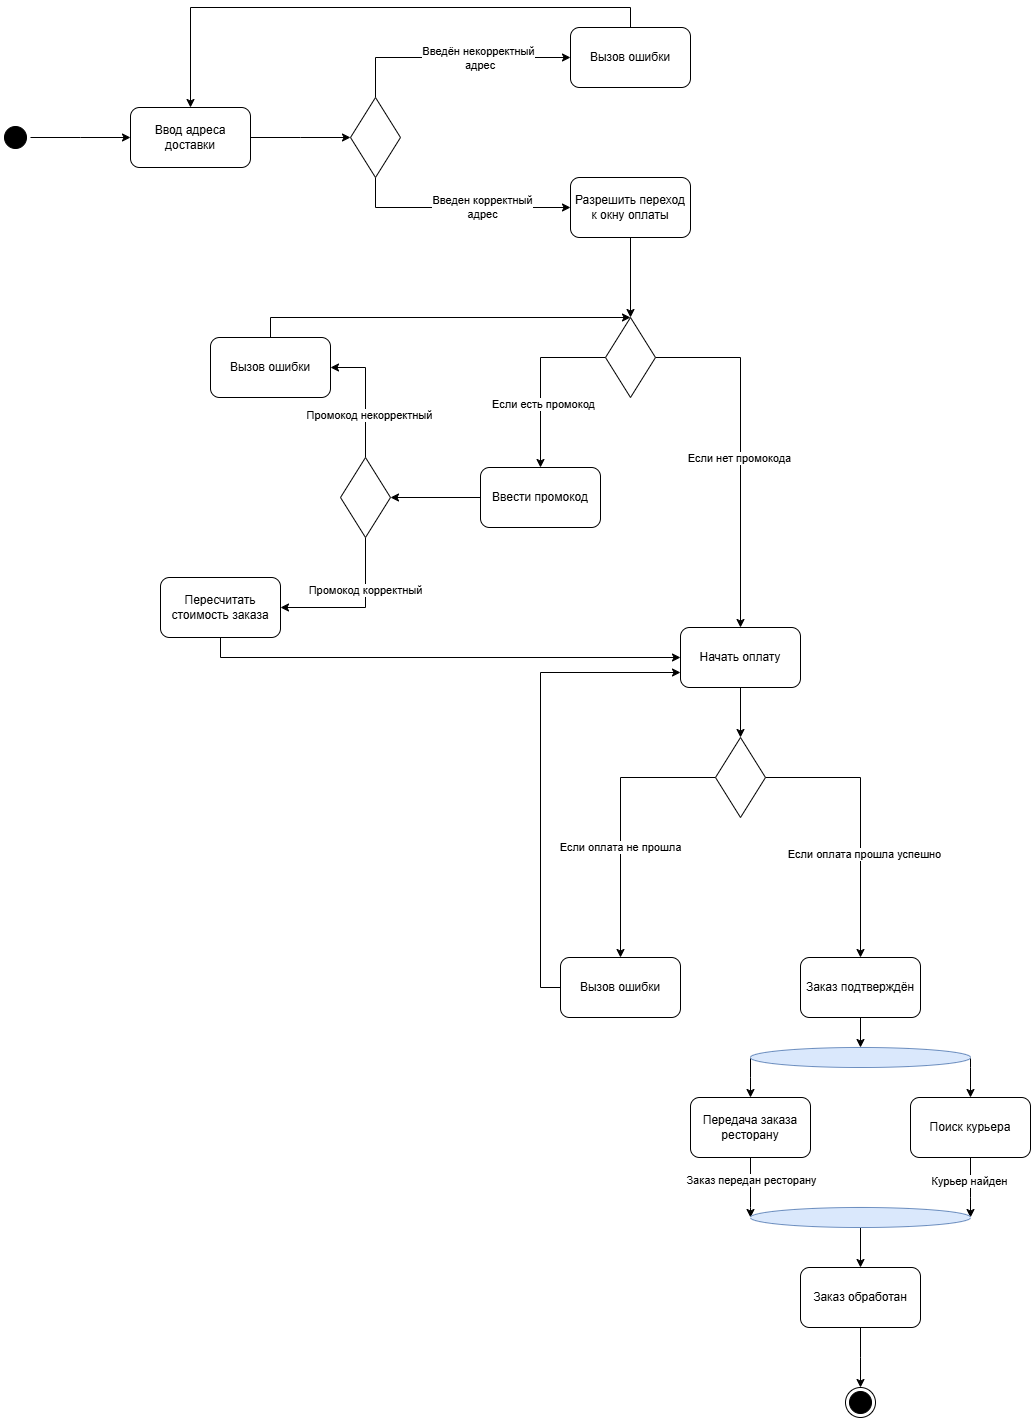 Введён некорректный
адрес
Вызов ошибки
Ввод адреса
доставки
Введен корректный
адрес
Разрешить переход
к окну оплаты
Вызов ошибки
Промокод некорректный
Если есть промокод
Если нет промокода
Ввести промокод
Промокод корректный
Пересчитать
стоимость заказа
Начать оплату
Если оплата не прошла
Если оплата прошла успешно
Вызов ошибки
Заказ подтверждён
Передача заказа
ресторану
Поиск курьера
Заказ передан ресторану
Курьер найден
Заказ обработан